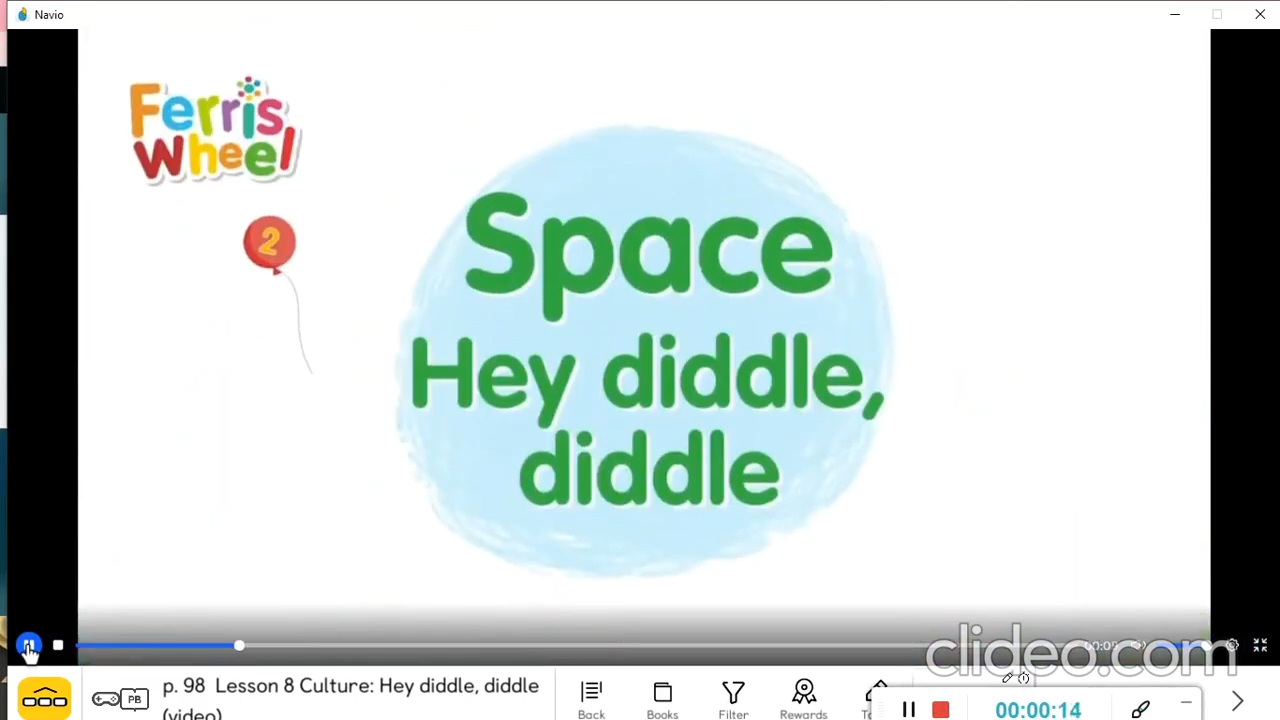 Navio
Ferris
Wheel
2
Space
Hey diddle,
diddle
clideo.com
PB
p. 98 Lesson 8 Culture: Hey diddle, diddle
(video)
Back
Books
Filter
Rewards
00:00:14